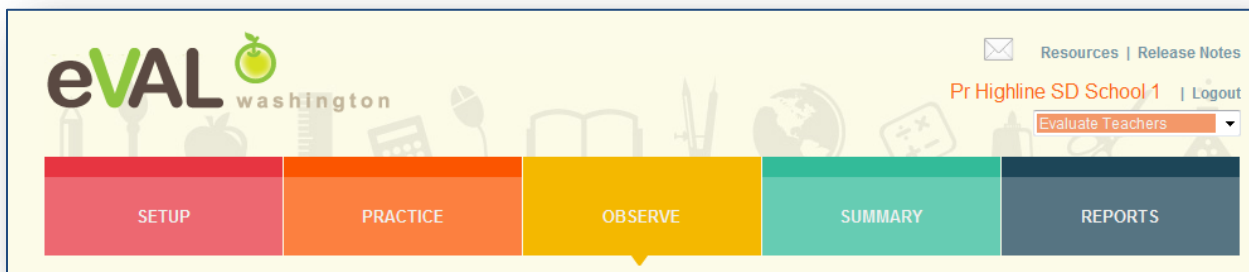 eVAL washington
Resources | Release Notes
Pr Highline SD School 1 | Logout
Evaluate Teachers
SETUP PRACTICE OBSERVE SUMMARY REPORTS